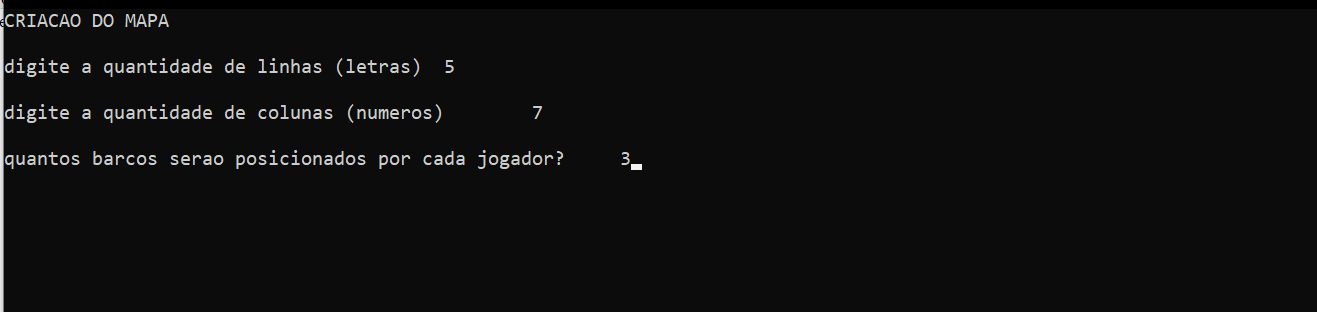 CRIACAO DO MAPA
digite a quantidade de linhas (letras) 5
digite a quantidade de colunas (numeros) 7
quantos barcos serao posicionados por cada jogador? 3